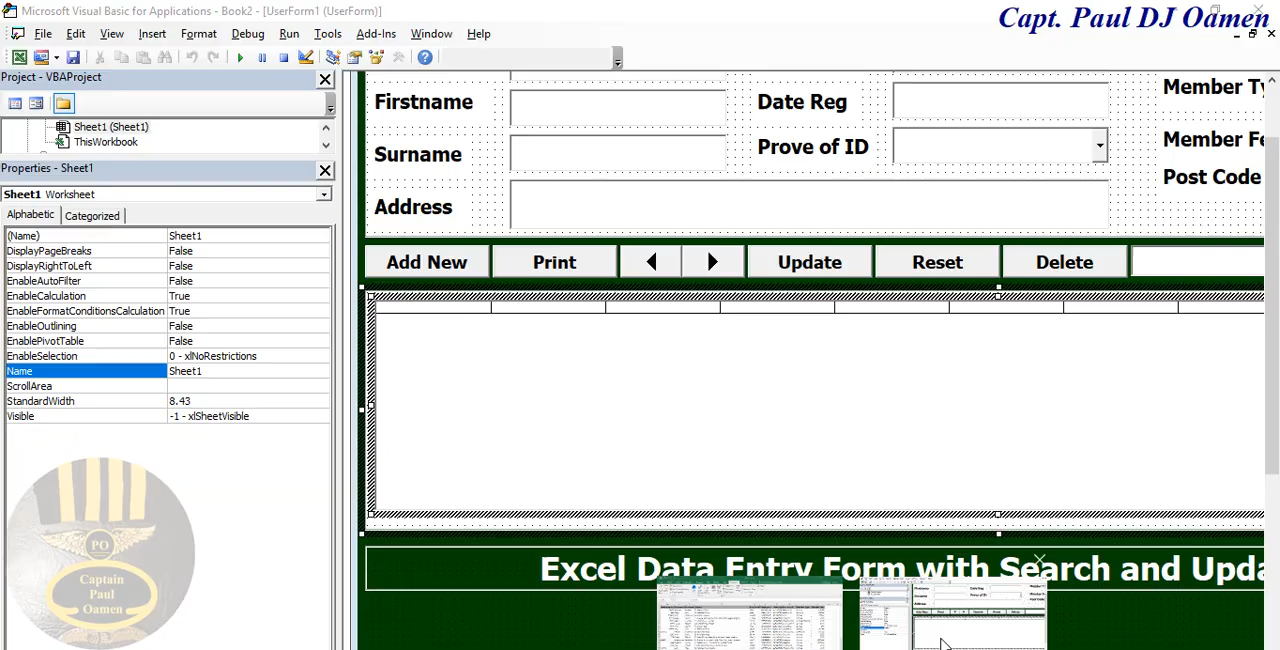 Microsoft Visual Basic for Applications - Book2 - [UserForm1 (UserForm)]
Capt. Paul DJ Oamen
File Edit View Insert Format Debug Run Tools Add-Ins Window Help
Project - VBAProject
Sheet1 (Sheet1)
ThisWorkbook
Properties - Sheet1
Sheet1 Worksheet
Alphabetic Categorized
(Name) Sheet1
DisplayPageBreaks False
DisplayRightToLeft False
EnableAutoFilter False
EnableCalculation True
EnableFormatConditionsCalculation True
EnableOutlining False
EnablePivotTable False
EnableSelection 0 - xlNoRestrictions
Name Sheet1
ScrollArea
StandardWidth 8.43
Visible -1 - xlSheetVisible
PO
Captain
Paul
Oamen
Firstname Date Reg Member Ty
Surname Prove of ID Member Fe
Address Post Code
Add New Print Update Reset Delete
Excel Data Entry Form with Search and Upda